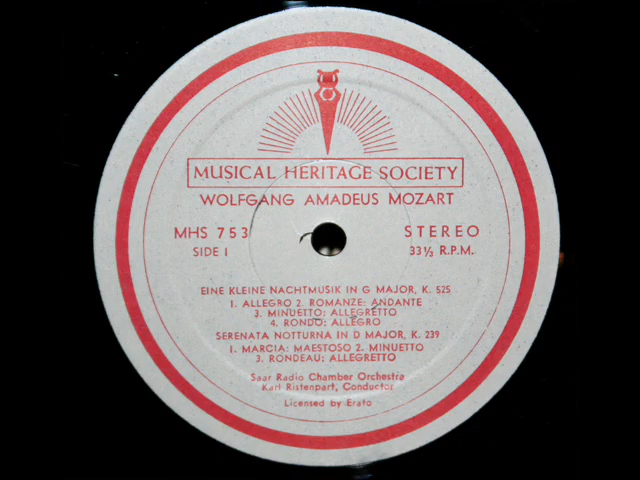 MUSICAL HERITAGE SOCIETY
WOLFGANG AMADEUS MOZART
MHS 753 STEREO
SIDE 1 33⅓ R.P.M.
EINE KLEINE NACHTMUSIK IN G MAJOR, K. 525
1. ALLEGRO 2. ROMANZE: ANDANTE
3. MINUETTO: ALLEGRETTO
4. RONDO: ALLEGRO
SERENATA NOTTURNA IN D MAJOR, K. 239
1. MARCIA: MAESTOSO 2. MINUETTO
3. RONDEAU: ALLEGRETTO
Saar Radio Chamber Orchestra
Karl Ristenpart, Conductor
Licensed by Erato